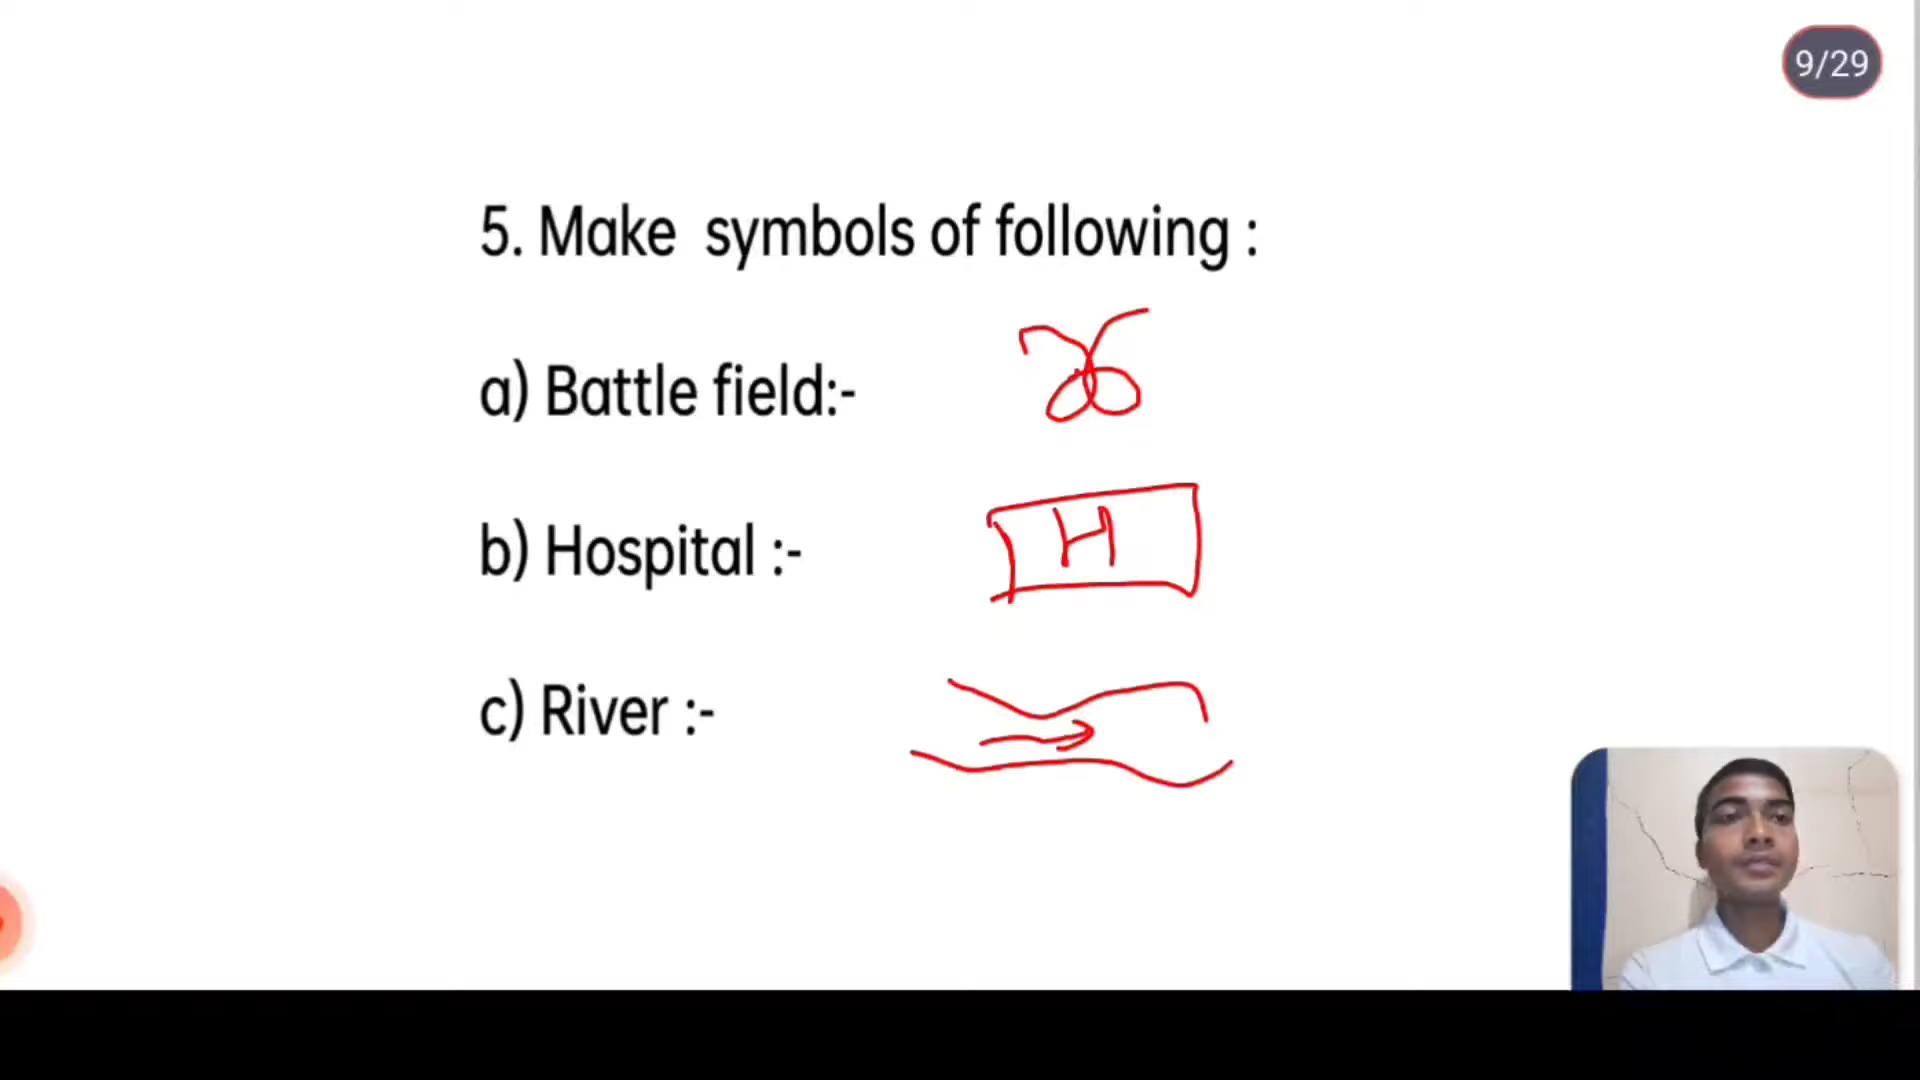 9/29
5. Make symbols of following :
a) Battle field:-
b) Hospital :- H
c) River :-